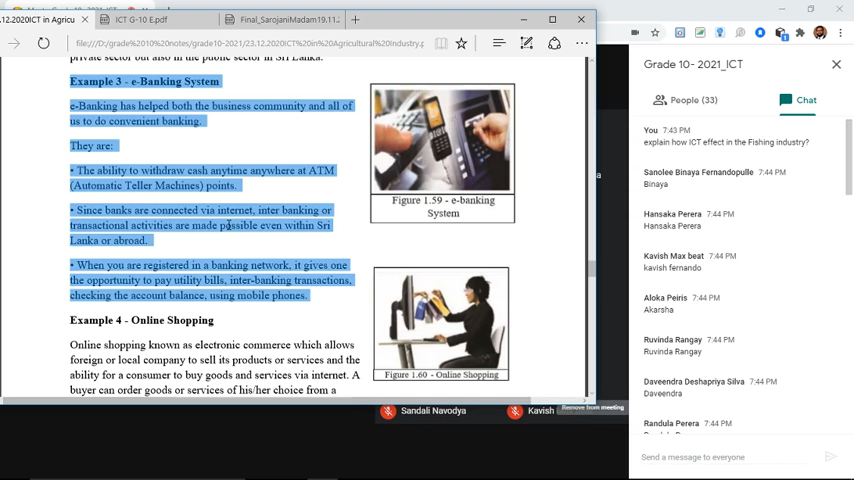 12.2020ICT in Agricu
ICT G-10 E.pdf
Final_SarojaniMadam19.11.2
file:///D:/grade%2010%20notes/grade10-2021/23.12.2020ICT%20in%20Agricultural%20Industry.p
private sector but also in the public sector in Sri Lanka.
Example 3 - e-Banking System
e-Banking has helped both the business community and all of
us to do convenient banking.
They are:
• The ability to withdraw cash anytime anywhere at ATM
(Automatic Teller Machines) points.
• Since banks are connected via internet, inter banking or
transactional activities are made possible even within Sri
Lanka or abroad.
• When you are registered in a banking network, it gives one
the opportunity to pay utility bills, inter-banking transactions,
checking the account balance, using mobile phones.
Figure 1.59 - e-banking
System
Example 4 - Online Shopping
Online shopping known as electronic commerce which allows
foreign or local company to sell its products or services and the
ability for a consumer to buy goods and services via internet. A
buyer can order goods or services of his/her choice from a
Figure 1.60 - Online Shopping
Sandali Navodya
Kavish
Remove from meeting
Grade 10- 2021_ICT
People (33)
Chat
You 7:43 PM
explain how ICT effect in the Fishing industry?
Sanolee Binaya Fernandopulle 7:44 PM
Binaya
Hansaka Perera 7:44 PM
Hansaka Perera
Kavish Max beat 7:44 PM
kavish fernando
Aloka Peiris 7:44 PM
Akarsha
Ruvinda Rangay 7:44 PM
Ruvinda Rangay
Daveendra Deshapriya Silva 7:44 PM
Daveendra
Randula Perera 7:44 PM
Send a message to everyone